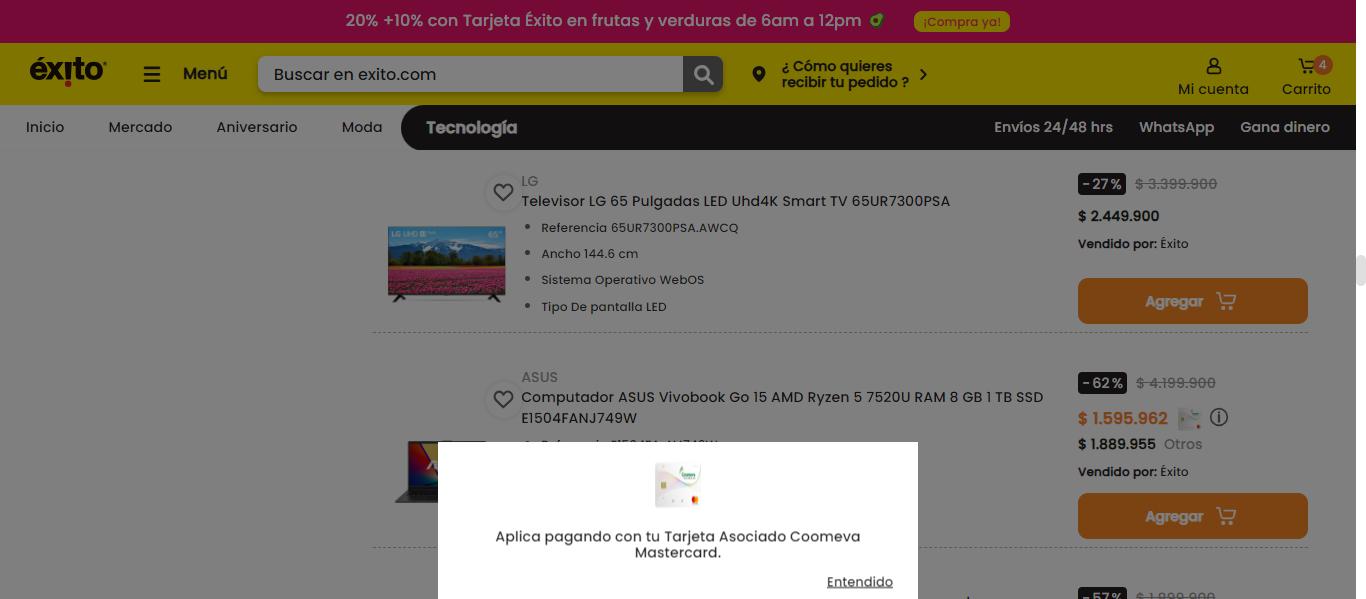 20% +10% con Tarjeta Éxito en frutas y verduras de 6am a 12pm
¡Compra ya!
éxito
Menú
Buscar en exito.com
¿ Cómo quieres
recibir tu pedido ?
Mi cuenta
4
Carrito
Inicio
Mercado
Aniversario
Moda
Tecnología
Envíos 24/48 hrs
WhatsApp
Gana dinero
LG
Televisor LG 65 Pulgadas LED Uhd4K Smart TV 65UR7300PSA
Referencia 65UR7300PSA.AWCQ
Ancho 144.6 cm
Sistema Operativo WebOS
Tipo De pantalla LED
LG UHD
65"
- 27 % $ 3.399.900
$ 2.449.900
Vendido por: Éxito
Agregar
ASUS
Computador ASUS Vivobook Go 15 AMD Ryzen 5 7520U RAM 8 GB 1 TB SSD
E1504FANJ749W
- 62 % $ 4.199.900
$ 1.595.962
$ 1.889.955 Otros
Vendido por: Éxito
Agregar
Aplica pagando con tu Tarjeta Asociado Coomeva
Mastercard.
Entendido
- 57 % $ 1.899.900